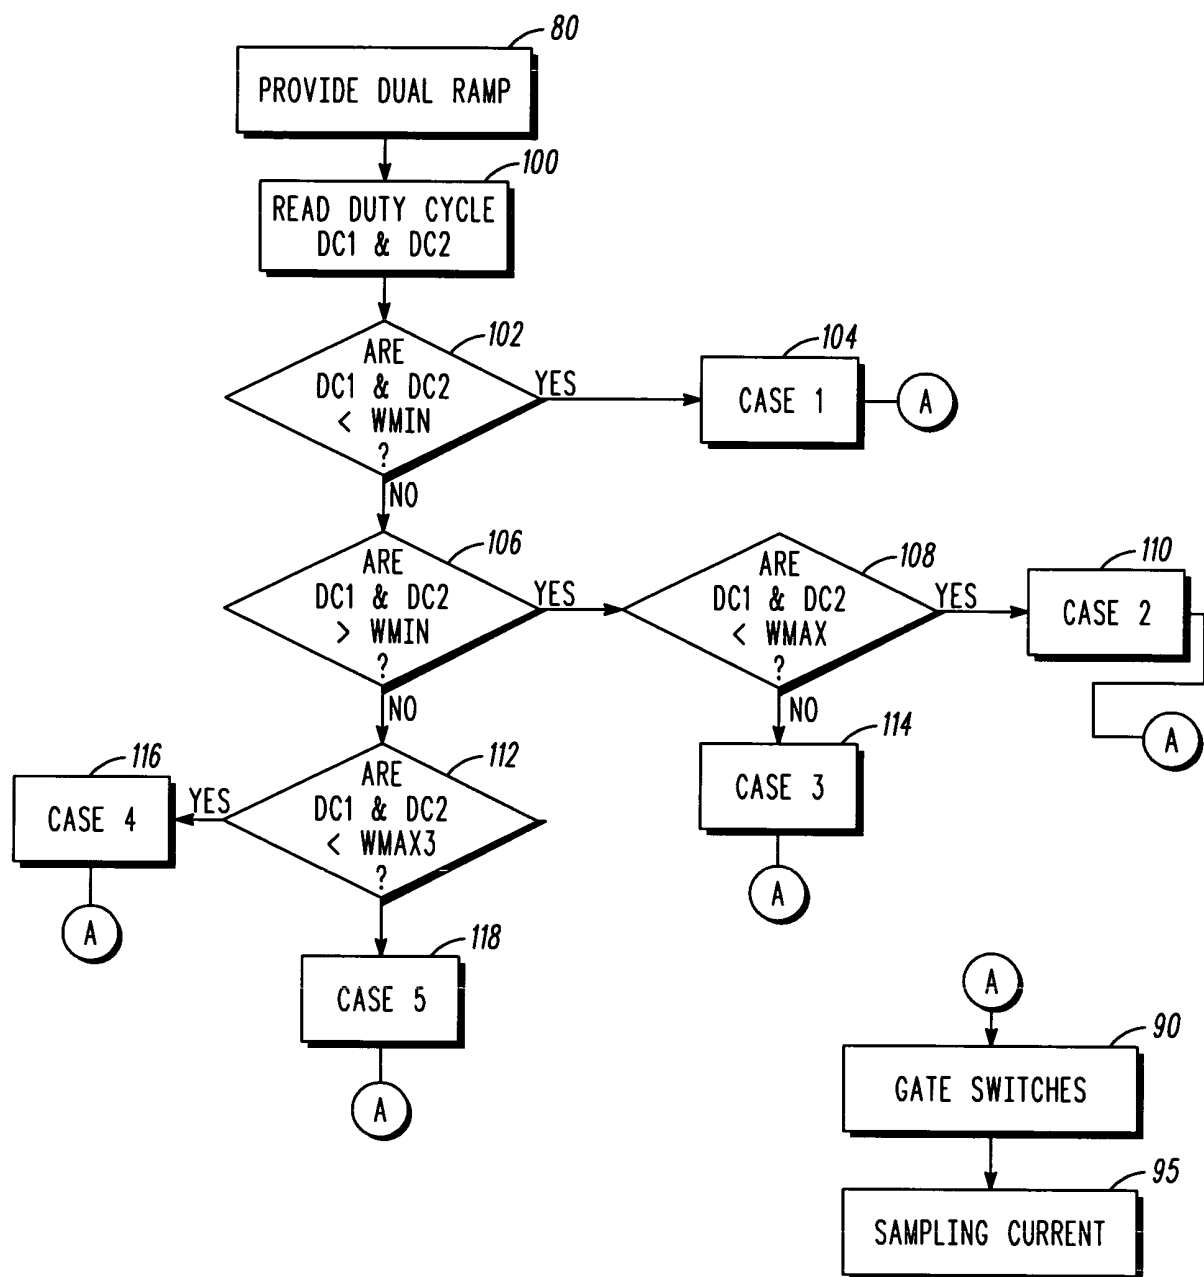 80
PROVIDE DUAL RAMP
100
READ DUTY CYCLE
DC1 & DC2
102
ARE
DC1 & DC2
< WMIN
?
YES
NO
104
CASE 1
A
106
ARE
DC1 & DC2
> WMIN
?
YES
NO
108
ARE
DC1 & DC2
< WMAX
?
YES
NO
110
CASE 2
A
112
ARE
DC1 & DC2
< WMAX3
?
YES
114
CASE 3
A
116
CASE 4
A
118
CASE 5
A
A
90
GATE SWITCHES
95
SAMPLING CURRENT